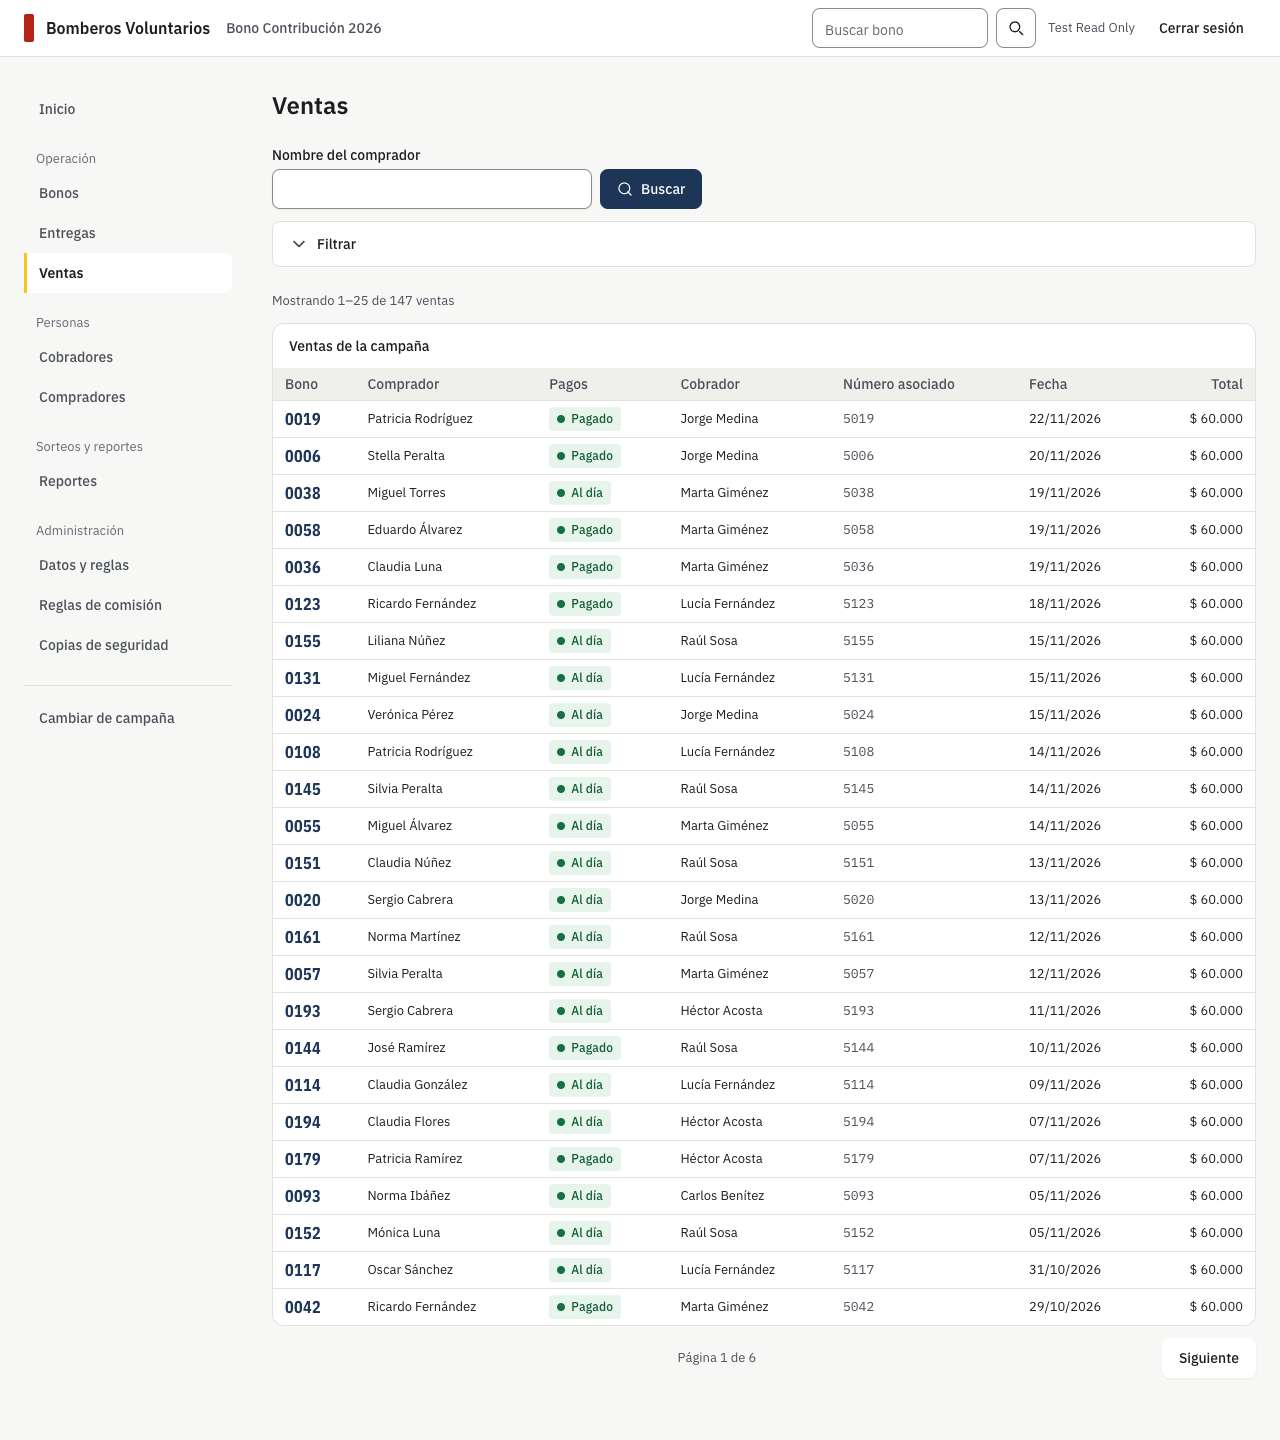 Bomberos Voluntarios Bono Contribución 2026 Buscar bono Test Read Only Cerrar sesión
Inicio
Operación
Bonos
Entregas
Ventas
Personas
Cobradores
Compradores
Sorteos y reportes
Reportes
Administración
Datos y reglas
Reglas de comisión
Copias de seguridad
Cambiar de campaña
Ventas
Nombre del comprador
Buscar
Filtrar
Mostrando 1–25 de 147 ventas
Ventas de la campaña
Bono Comprador Pagos Cobrador Número asociado Fecha Total
0019 Patricia Rodríguez Pagado Jorge Medina 5019 22/11/2026 $ 60.000
0006 Stella Peralta Pagado Jorge Medina 5006 20/11/2026 $ 60.000
0038 Miguel Torres Al día Marta Giménez 5038 19/11/2026 $ 60.000
0058 Eduardo Álvarez Pagado Marta Giménez 5058 19/11/2026 $ 60.000
0036 Claudia Luna Pagado Marta Giménez 5036 19/11/2026 $ 60.000
0123 Ricardo Fernández Pagado Lucía Fernández 5123 18/11/2026 $ 60.000
0155 Liliana Núñez Al día Raúl Sosa 5155 15/11/2026 $ 60.000
0131 Miguel Fernández Al día Lucía Fernández 5131 15/11/2026 $ 60.000
0024 Verónica Pérez Al día Jorge Medina 5024 15/11/2026 $ 60.000
0108 Patricia Rodríguez Al día Lucía Fernández 5108 14/11/2026 $ 60.000
0145 Silvia Peralta Al día Raúl Sosa 5145 14/11/2026 $ 60.000
0055 Miguel Álvarez Al día Marta Giménez 5055 14/11/2026 $ 60.000
0151 Claudia Núñez Al día Raúl Sosa 5151 13/11/2026 $ 60.000
0020 Sergio Cabrera Al día Jorge Medina 5020 13/11/2026 $ 60.000
0161 Norma Martínez Al día Raúl Sosa 5161 12/11/2026 $ 60.000
0057 Silvia Peralta Al día Marta Giménez 5057 12/11/2026 $ 60.000
0193 Sergio Cabrera Al día Héctor Acosta 5193 11/11/2026 $ 60.000
0144 José Ramírez Pagado Raúl Sosa 5144 10/11/2026 $ 60.000
0114 Claudia González Al día Lucía Fernández 5114 09/11/2026 $ 60.000
0194 Claudia Flores Al día Héctor Acosta 5194 07/11/2026 $ 60.000
0179 Patricia Ramírez Pagado Héctor Acosta 5179 07/11/2026 $ 60.000
0093 Norma Ibáñez Al día Carlos Benítez 5093 05/11/2026 $ 60.000
0152 Mónica Luna Al día Raúl Sosa 5152 05/11/2026 $ 60.000
0117 Oscar Sánchez Al día Lucía Fernández 5117 31/10/2026 $ 60.000
0042 Ricardo Fernández Pagado Marta Giménez 5042 29/10/2026 $ 60.000
Página 1 de 6 Siguiente